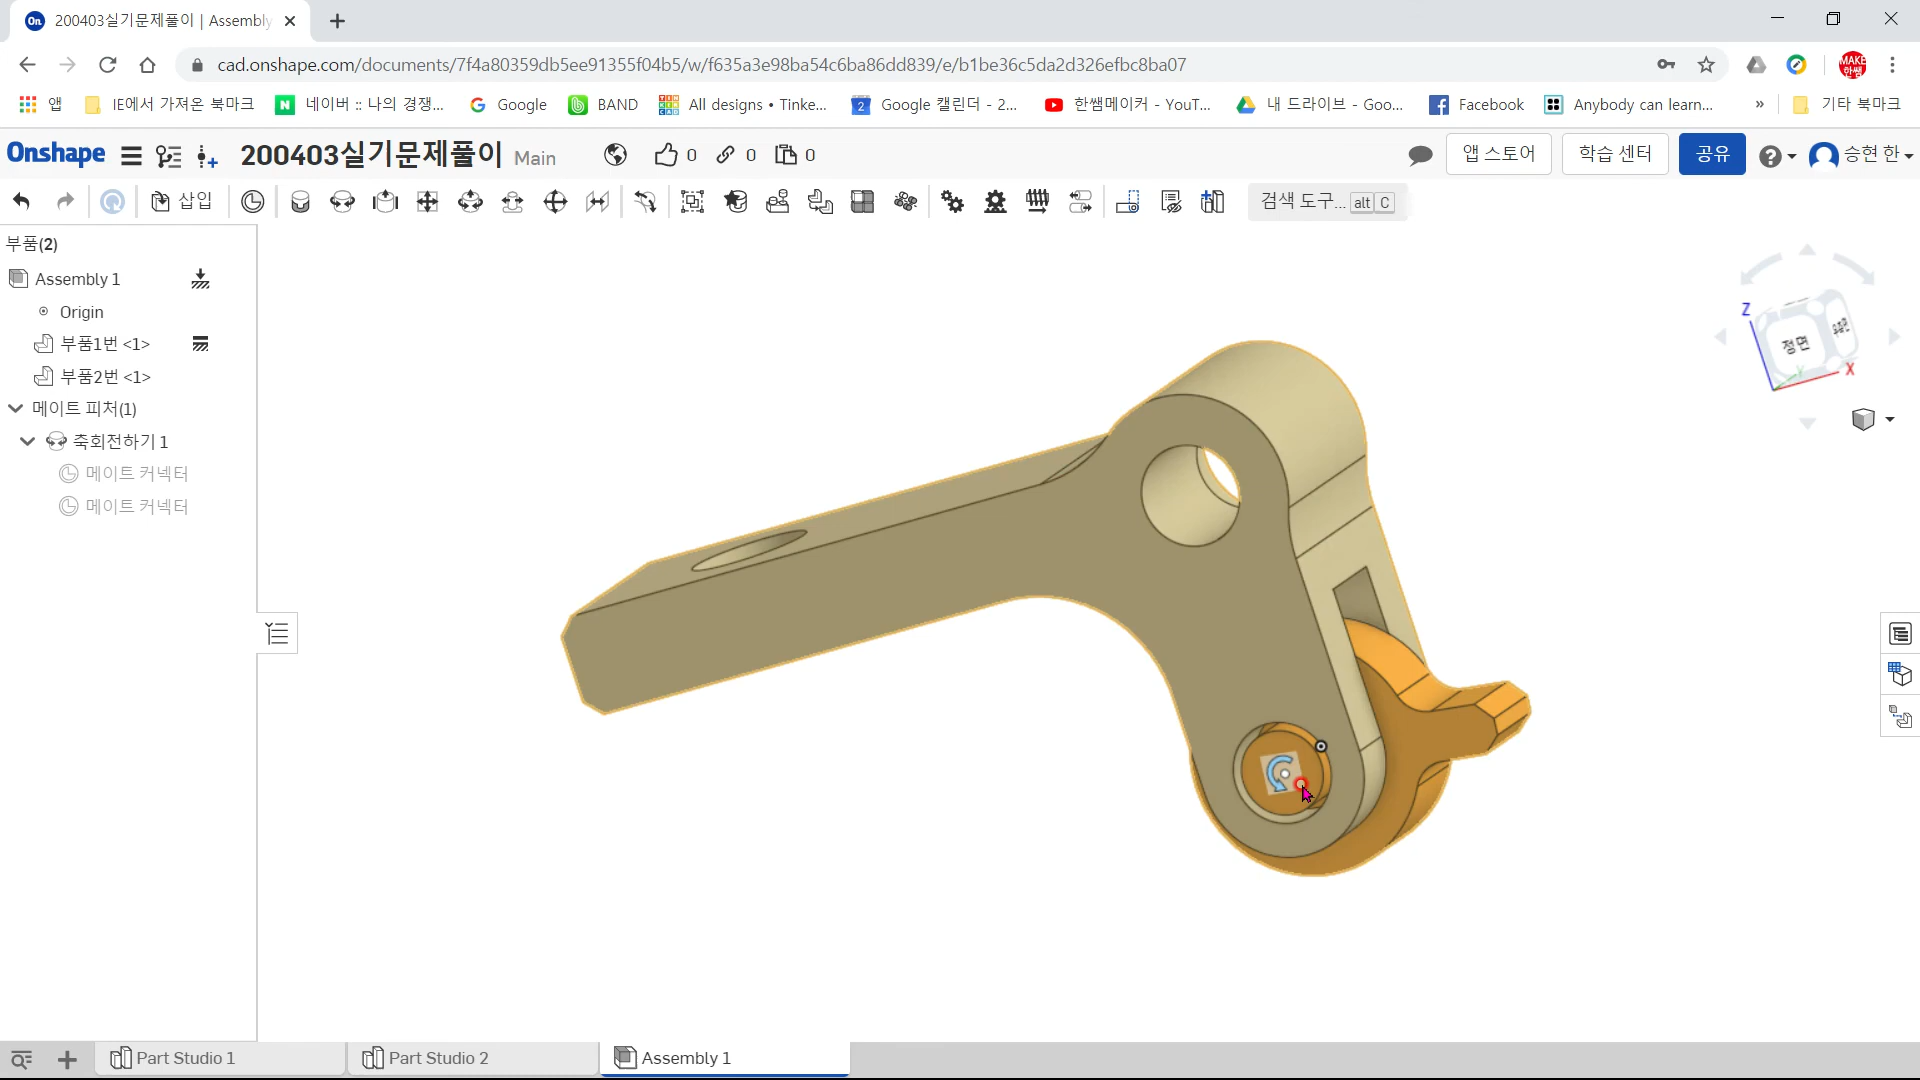 On 200403실기문제풀이 | Assembly
cad.onshape.com/documents/7f4a80359db5ee91355f04b5/w/f635a3e98ba54c6ba86dd839/e/b1be36c5da2d326efbc8ba07
MAKE
한쌤
앱 IE에서 가져온 북마크 네이버 :: 나의 경쟁... Google BAND All designs • Tinke... Google 캘린더 - 2... 한쌤메이커 - YouT... 내 드라이브 - Goo... Facebook Anybody can learn... » 기타 북마크
Onshape 200403실기문제풀이 Main 0 0 0 앱 스토어 학습 센터 공유 승현 한
삽입 검색 도구... alt C
부품(2)
Assembly 1
Origin
부품1번 <1>
부품2번 <1>
메이트 피처(1)
축회전하기 1
메이트 커넥터
메이트 커넥터
Z
정면
우측면
Y
X
Part Studio 1 Part Studio 2 Assembly 1